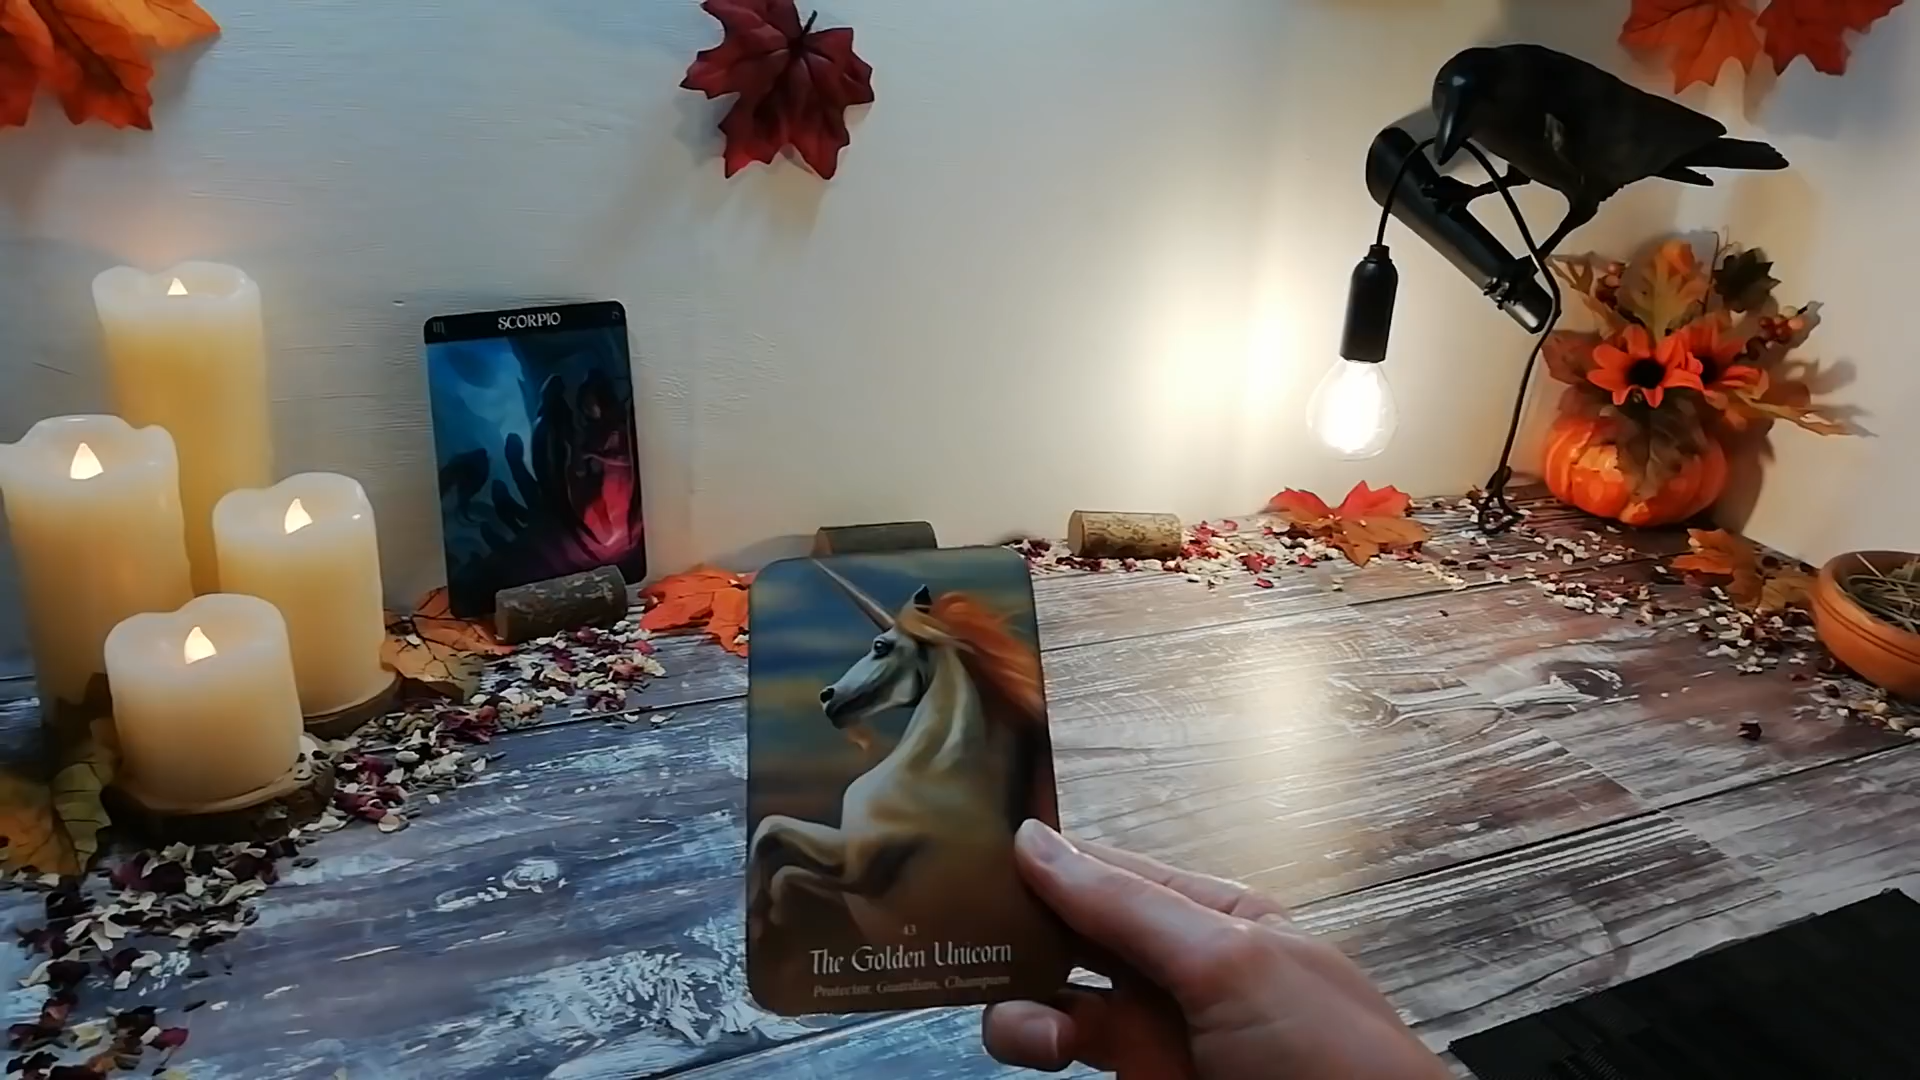 ♏ SCORPIO
43
The Golden Unicorn
Protector, Guardian, Champion